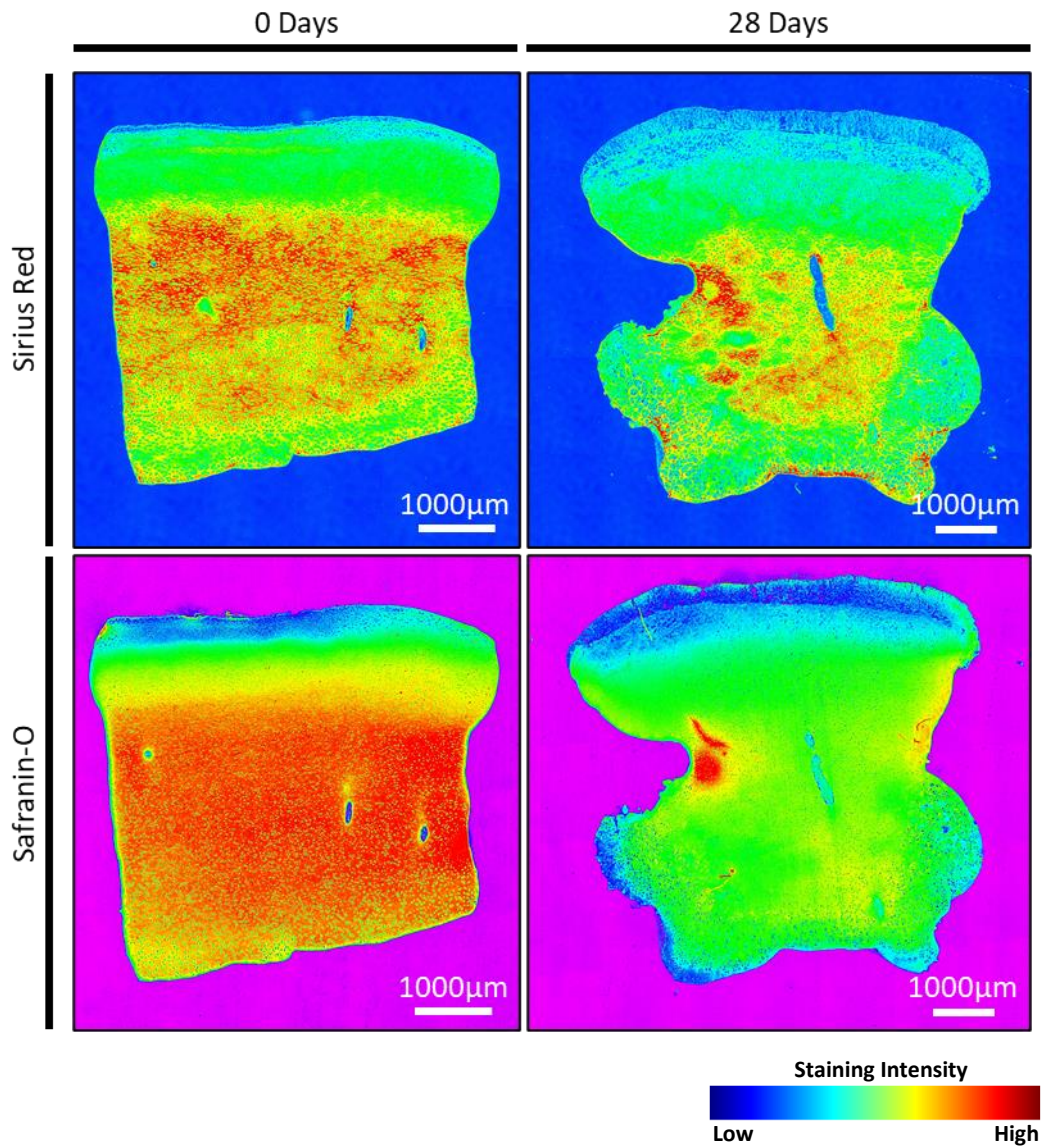 0 Days
28 Days
Sirius Red
1000μm
1000μm
Safranin-O
1000μm
1000μm
Staining Intensity
Low
High